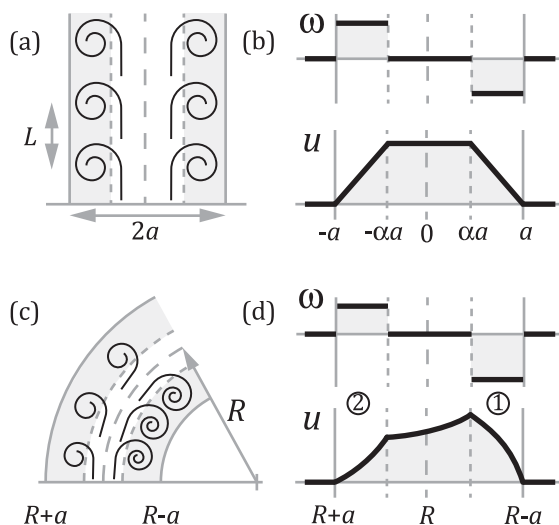 (a)
L
2a
(b)
ω
u
-a -αa 0 αa a
(c)
R
R+a R-a
(d)
ω
② ①
u
R+a R R-a